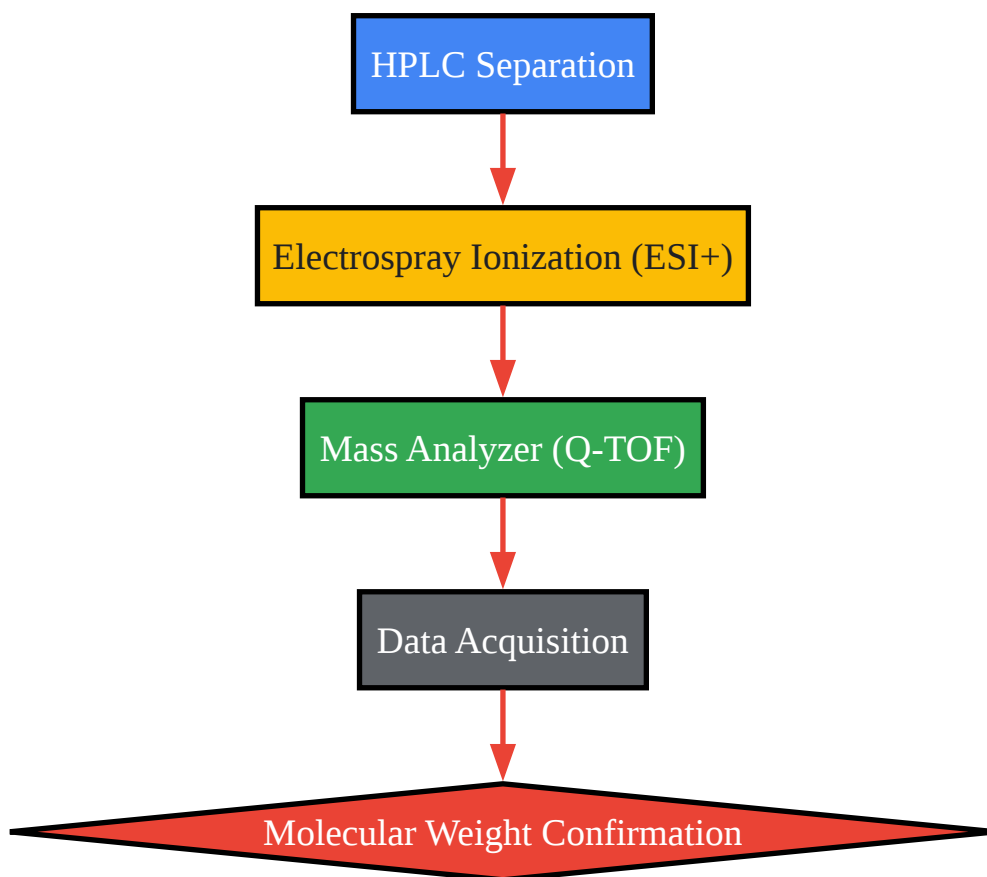 HPLC Separation
Electrospray Ionization (ESI+)
Mass Analyzer (Q-TOF)
Data Acquisition
Molecular Weight Confirmation